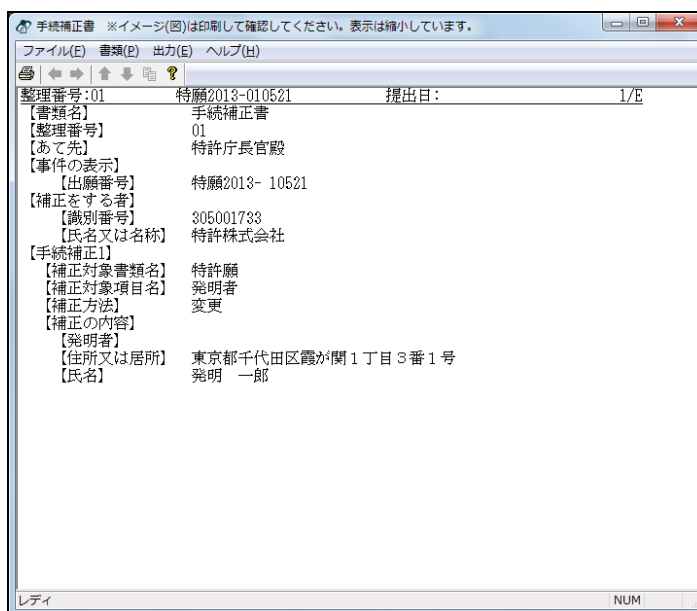 手続補正書　※イメージ(図)は印刷して確認してください。表示は縮小しています。
ファイル(F)　書類(P)　出力(E)　ヘルプ(H)
整理番号:01　特願2013-010521　提出日:　1/E
【書類名】　手続補正書
【整理番号】　01
【あて先】　特許庁長官殿
【事件の表示】
【出願番号】　特願2013- 10521
【補正をする者】
【識別番号】　305001733
【氏名又は名称】　特許株式会社
【手続補正1】
【補正対象書類名】　特許願
【補正対象項目名】　発明者
【補正方法】　変更
【補正の内容】
【発明者】
【住所又は居所】　東京都千代田区霞が関１丁目３番１号
【氏名】　発明　一郎
レディ　NUM